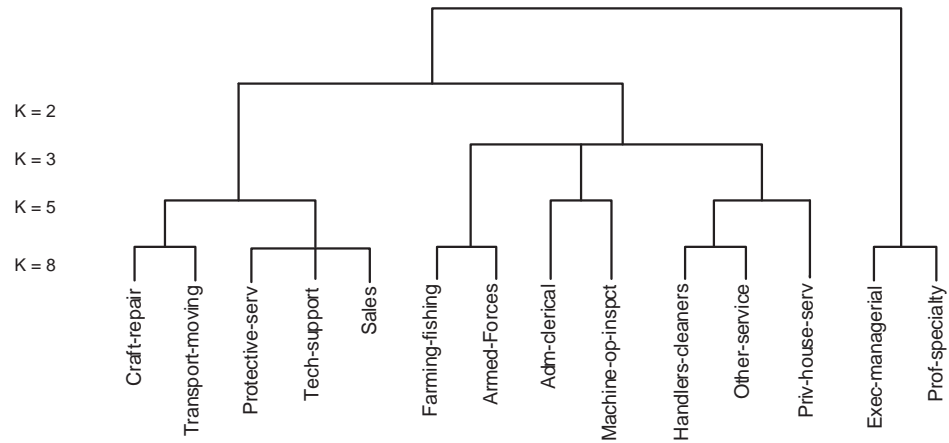 K = 2
K = 3
K = 5
K = 8
Craft-repair
Transport-moving
Protective-serv
Tech-support
Sales
Farming-fishing
Armed-Forces
Adm-clerical
Machine-op-inspct
Handlers-cleaners
Other-service
Priv-house-serv
Exec-managerial
Prof-specialty